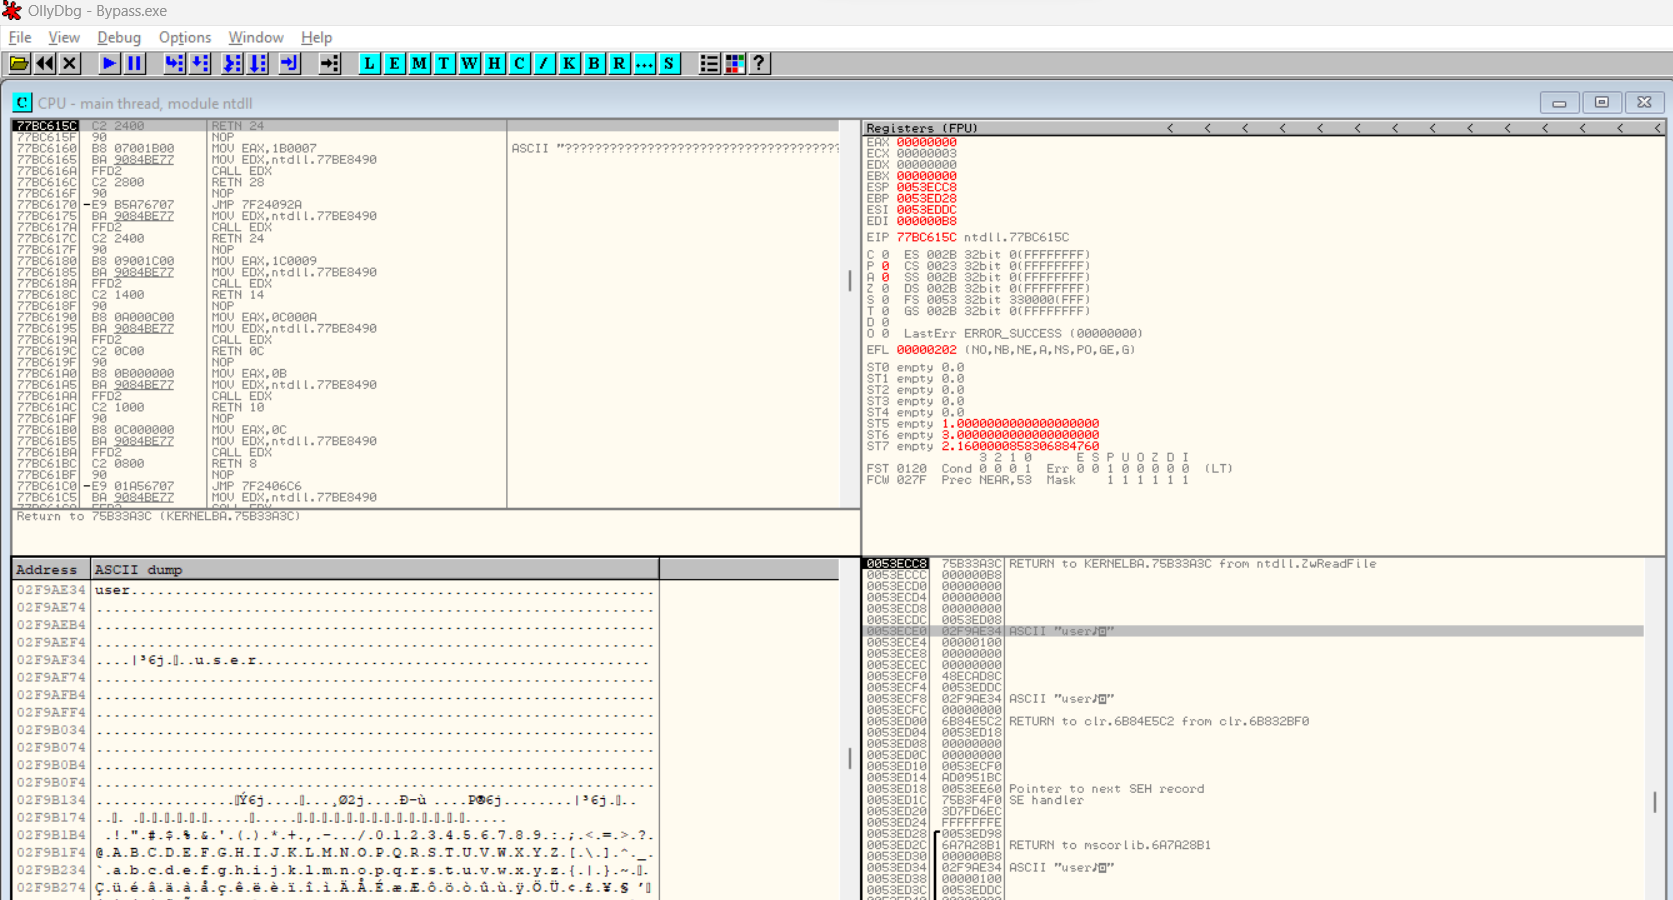 OllyDbg - Bypass.exe
File View Debug Options Window Help
L E M T W H C / K B R ... S ?
C CPU - main thread, module ntdll
77BC615C C2 2400 RETN 24
77BC615F 90 NOP
77BC6160 B8 07001B00 MOV EAX,1B0007 ASCII "?????????????????????????????????????
77BC6165 BA 9084BE77 MOV EDX,ntdll.77BE8490
77BC616A FFD2 CALL EDX
77BC616C C2 2800 RETN 28
77BC616F 90 NOP
77BC6170 -E9 B5A76707 JMP 7F24092A
77BC6175 BA 9084BE77 MOV EDX,ntdll.77BE8490
77BC617A FFD2 CALL EDX
77BC617C C2 2400 RETN 24
77BC617F 90 NOP
77BC6180 B8 09001C00 MOV EAX,1C0009
77BC6185 BA 9084BE77 MOV EDX,ntdll.77BE8490
77BC618A FFD2 CALL EDX
77BC618C C2 1400 RETN 14
77BC618F 90 NOP
77BC6190 B8 0A000C00 MOV EAX,0C000A
77BC6195 BA 9084BE77 MOV EDX,ntdll.77BE8490
77BC619A FFD2 CALL EDX
77BC619C C2 0C00 RETN 0C
77BC619F 90 NOP
77BC61A0 B8 0B000000 MOV EAX,0B
77BC61A5 BA 9084BE77 MOV EDX,ntdll.77BE8490
77BC61AA FFD2 CALL EDX
77BC61AC C2 1000 RETN 10
77BC61AF 90 NOP
77BC61B0 B8 0C000000 MOV EAX,0C
77BC61B5 BA 9084BE77 MOV EDX,ntdll.77BE8490
77BC61BA FFD2 CALL EDX
77BC61BC C2 0800 RETN 8
77BC61BF 90 NOP
77BC61C0 -E9 01A56707 JMP 7F2406C6
77BC61C5 BA 9084BE77 MOV EDX,ntdll.77BE8490
Return to 75B33A3C (KERNELBA.75B33A3C)
Registers (FPU) < < < < < < < < < < < < < <
EAX 00000000
ECX 00000003
EDX 00000000
EBX 00000000
ESP 0053ECC8
EBP 0053ED28
ESI 0053EDDC
EDI 000000B8
EIP 77BC615C ntdll.77BC615C
C 0 ES 002B 32bit 0(FFFFFFFF)
P 0 CS 0023 32bit 0(FFFFFFFF)
A 0 SS 002B 32bit 0(FFFFFFFF)
Z 0 DS 002B 32bit 0(FFFFFFFF)
S 0 FS 0053 32bit 330000(FFF)
T 0 GS 002B 32bit 0(FFFFFFFF)
D 0
O 0 LastErr ERROR_SUCCESS (00000000)
EFL 00000202 (NO,NB,NE,A,NS,PO,GE,G)
ST0 empty 0.0
ST1 empty 0.0
ST2 empty 0.0
ST3 empty 0.0
ST4 empty 0.0
ST5 empty 1.0000000000000000000
ST6 empty 3.0000000000000000000
ST7 empty 2.1600000858306884760
3 2 1 0 E S P U O Z D I
FST 0120 Cond 0 0 0 1 Err 0 0 1 0 0 0 0 0 (LT)
FCW 027F Prec NEAR,53 Mask 1 1 1 1 1 1
Address ASCII dump
02F9AE34 user
02F9AE74
02F9AEB4
02F9AEF4
02F9AF34 ....|³6j.▯..u.s.e.r
02F9AF74
02F9AFB4
02F9AFF4
02F9B034
02F9B074
02F9B0B4
02F9B0F4
02F9B134
02F9B174
02F9B1B4 .!.".#.$.%.&.'.(.).*.+.,.-.../.0.1.2.3.4.5.6.7.8.9.:.;.<.=.>.?.
02F9B1F4 @.A.B.C.D.E.F.G.H.I.J.K.L.M.N.O.P.Q.R.S.T.U.V.W.X.Y.Z.[.\.].^._.
02F9B234 `.a.b.c.d.e.f.g.h.i.j.k.l.m.n.o.p.q.r.s.t.u.v.w.x.y.z.{.|.}.~.▯.
02F9B274 Ç.ü.é.â.ä.à.å.ç.ê.ë.è.ï.î.ì.Ä.Å.É.æ.Æ.ô.ö.ò.û.ù.ÿ.Ö.Ü.¢.£.¥.
0053ECC8 75B33A3C RETURN to KERNELBA.75B33A3C from ntdll.ZwReadFile
0053ECCC 000000B8
0053ECD0 00000000
0053ECD4 00000000
0053ECD8 00000000
0053ECDC 0053ED08
0053ECE0 02F9AE34 ASCII "user♪◙"
0053ECE4 00000100
0053ECE8 00000000
0053ECEC 00000000
0053ECF0 48ECAD8C
0053ECF4 0053EDDC
0053ECF8 02F9AE34 ASCII "user♪◙"
0053ECFC 00000000
0053ED00 6B84E5C2 RETURN to clr.6B84E5C2 from clr.6B832BF0
0053ED04 0053ED18
0053ED08 00000000
0053ED0C 00000000
0053ED10 0053ECF0
0053ED14 AD0951BC
0053ED18 0053EE60 Pointer to next SEH record
0053ED1C 75B3F4F0 SE handler
0053ED20 3D7FD6EC
0053ED24 FFFFFFFE
0053ED28 0053ED98
0053ED2C 6A7A28B1 RETURN to mscorlib.6A7A28B1
0053ED30 000000B8
0053ED34 02F9AE34 ASCII "user♪◙"
0053ED38 00000100
0053ED3C 0053EDDC